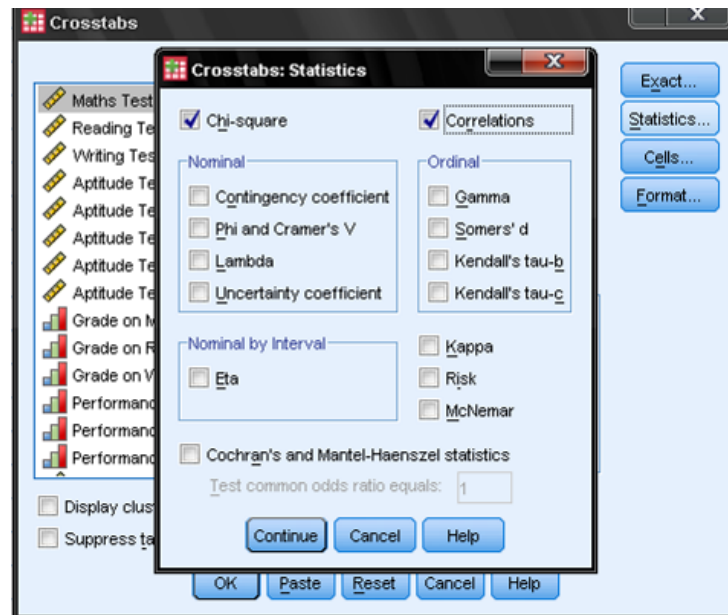 Crosstabs
Crosstabs: Statistics
Exact...
Statistics...
Cells...
Format...
Maths Test
Reading Te
Writing Tes
Aptitude Te
Aptitude Te
Aptitude Te
Aptitude Te
Aptitude Te
Grade on M
Grade on R
Grade on V
Performanc
Performanc
Performanc
Chi-square
Correlations
Nominal
Contingency coefficient
Phi and Cramer's V
Lambda
Uncertainty coefficient
Ordinal
Gamma
Somers' d
Kendall's tau-b
Kendall's tau-c
Nominal by Interval
Eta
Kappa
Risk
McNemar
Cochran's and Mantel-Haenszel statistics
Test common odds ratio equals: 1
Continue Cancel Help
Display clus
Suppress ta
OK Paste Reset Cancel Help